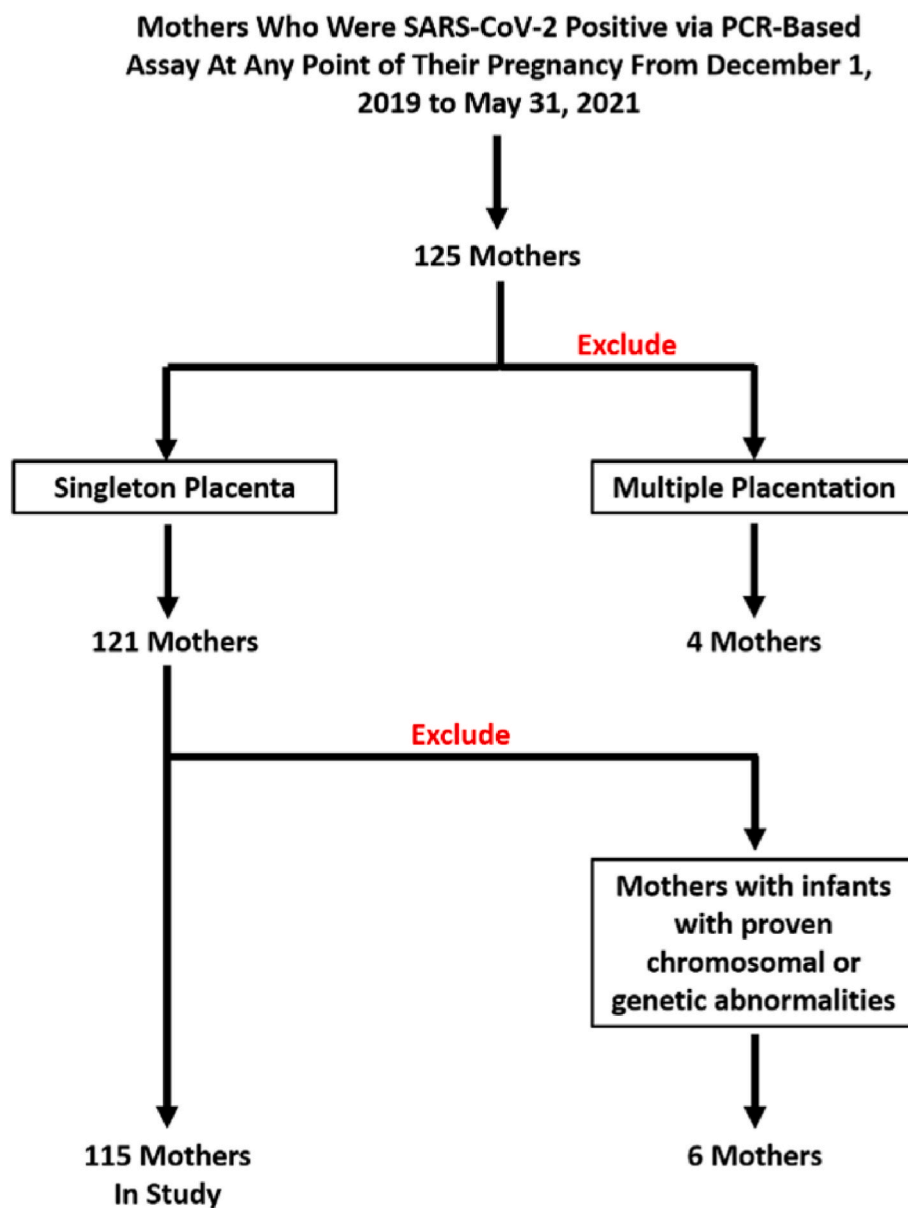 Mothers Who Were SARS-CoV-2 Positive via PCR-Based
Assay At Any Point of Their Pregnancy From December 1,
2019 to May 31, 2021
125 Mothers
Exclude
Singleton Placenta
Multiple Placentation
121 Mothers
4 Mothers
Exclude
Mothers with infants
with proven
chromosomal or
genetic abnormalities
115 Mothers
In Study
6 Mothers